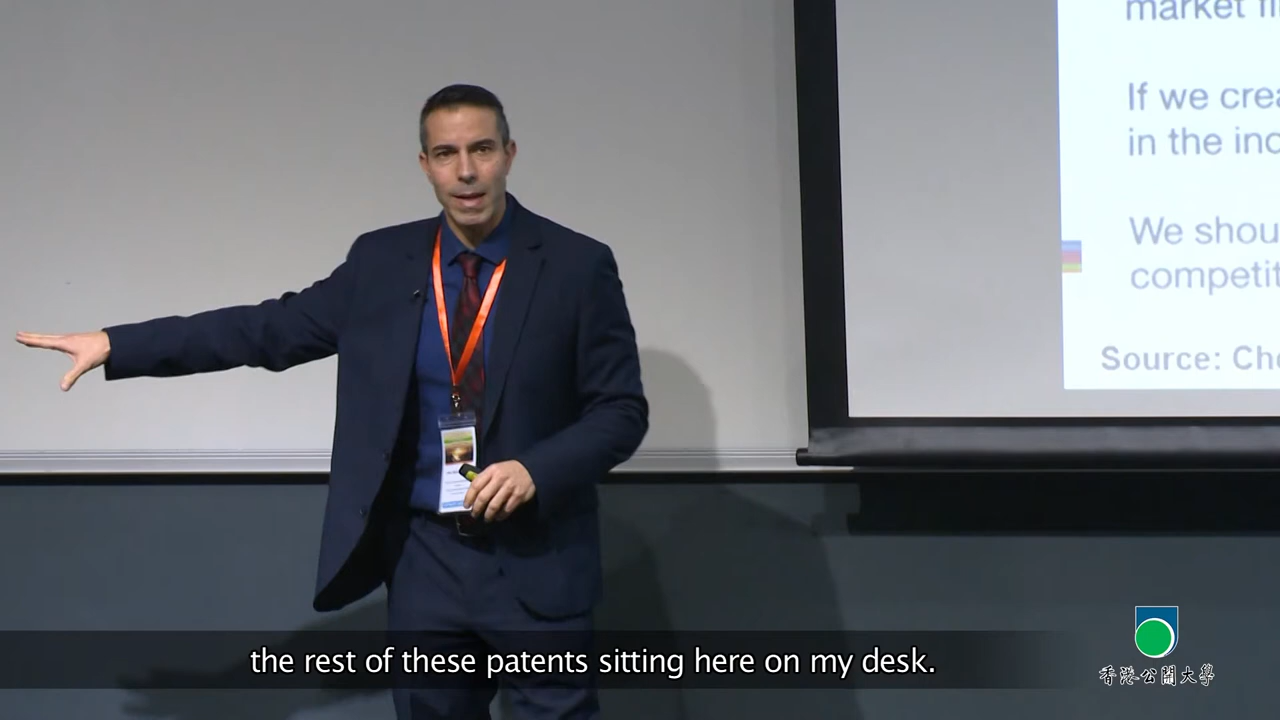 market
If we crea
in the inc
We shou
competit
Source: Ch
the rest of these patents sitting here on my desk.
香港公開大學